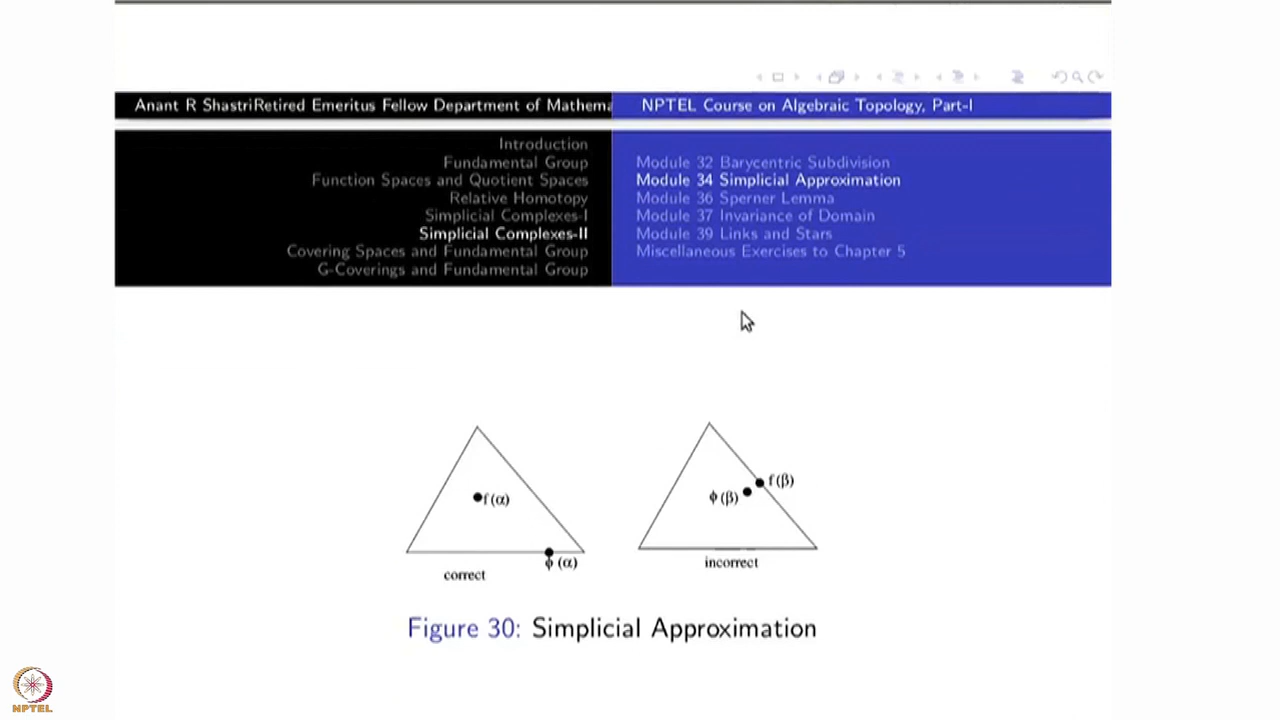 Anant R ShastriRetired Emeritus Fellow Department of Mathema
NPTEL Course on Algebraic Topology, Part-I
Introduction
Fundamental Group
Function Spaces and Quotient Spaces
Relative Homotopy
Simplicial Complexes-I
Simplicial Complexes-II
Covering Spaces and Fundamental Group
G-Coverings and Fundamental Group
Module 32 Barycentric Subdivision
Module 34 Simplicial Approximation
Module 36 Sperner Lemma
Module 37 Invariance of Domain
Module 39 Links and Stars
Miscellaneous Exercises to Chapter 5
f(α)
ϕ (α)
correct
f(β)
ϕ(β)
incorrect
Figure 30: Simplicial Approximation
NPTEL